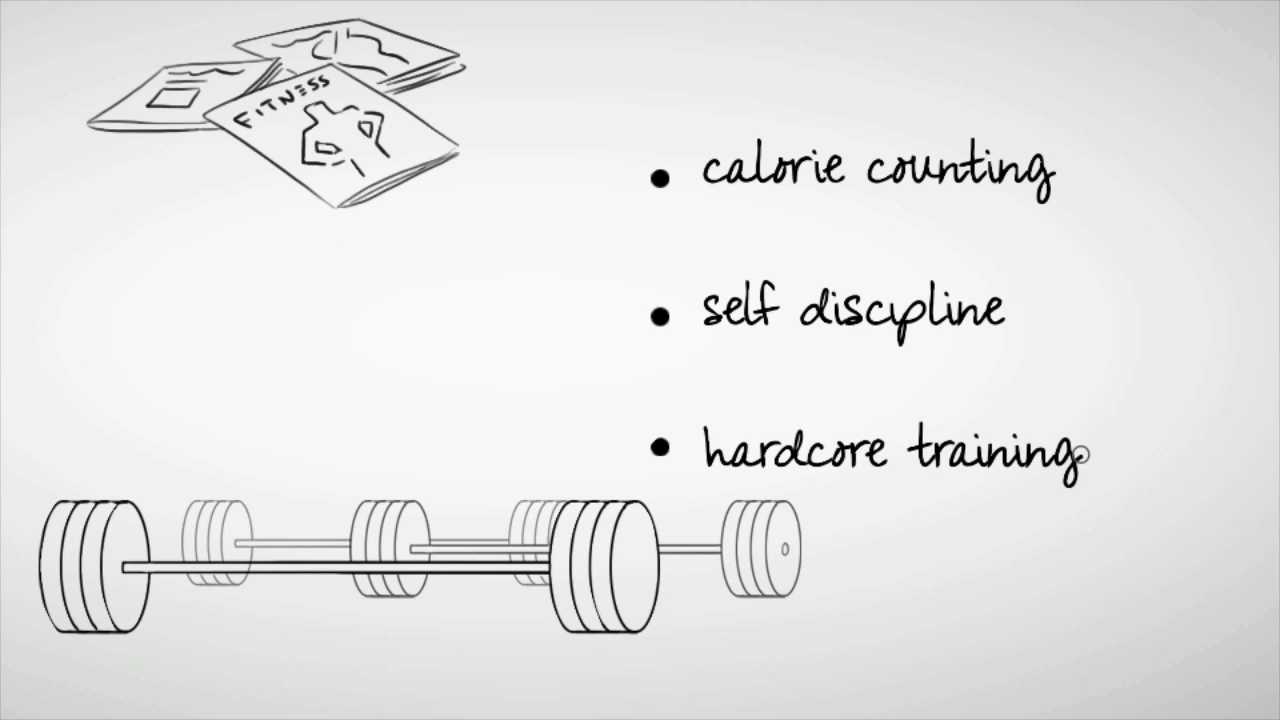 FITNESS
• calorie counting
• self discipline
• hardcore training